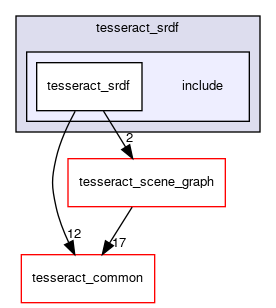 tesseract_srdf
tesseract_srdf
include
2
tesseract_scene_graph
12
17
tesseract_common